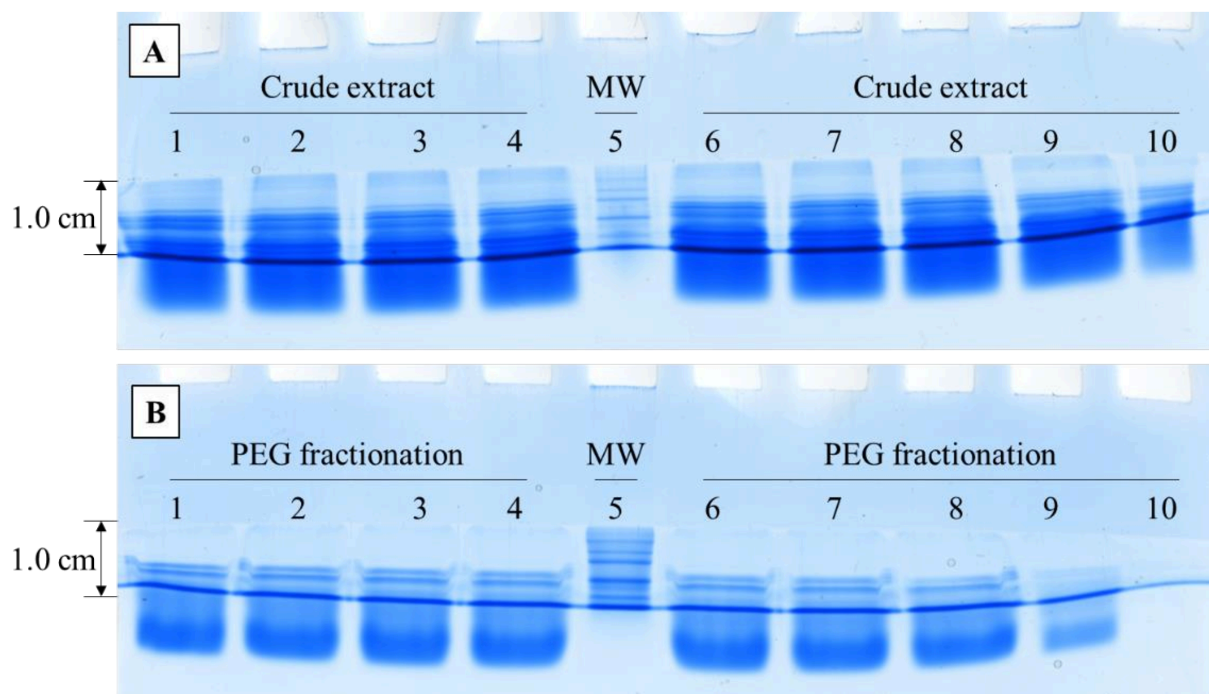 A
Crude extract MW Crude extract
1 2 3 4 5 6 7 8 9 10
1.0 cm
B
PEG fractionation MW PEG fractionation
1 2 3 4 5 6 7 8 9 10
1.0 cm